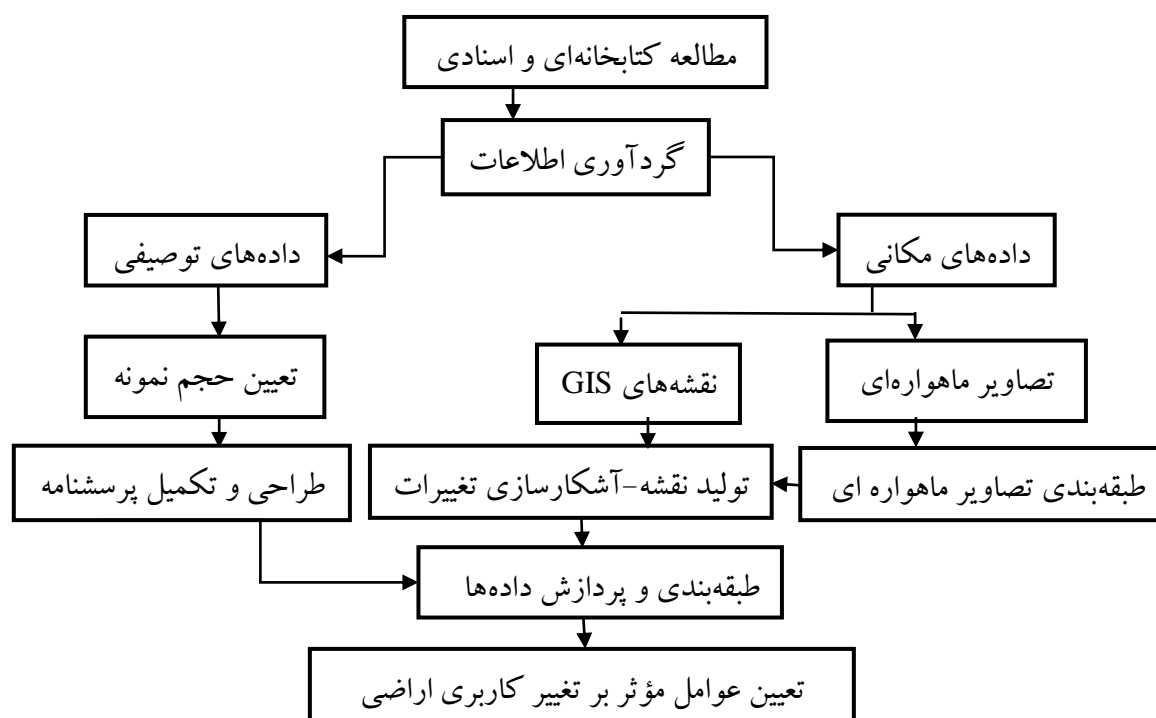 مطالعه کتابخانه‌ای و اسنادی
گردآوری اطلاعات
داده‌های مکانی
داده‌های توصیفی
تصاویر ماهواره‌ای
نقشه‌های GIS
تعیین حجم نمونه
طبقه‌بندی تصاویر ماهواره ای
تولید نقشه-آشکارسازی تغییرات
طراحی و تکمیل پرسشنامه
طبقه‌بندی و پردازش داده‌ها
تعیین عوامل مؤثر بر تغییر کاربری اراضی